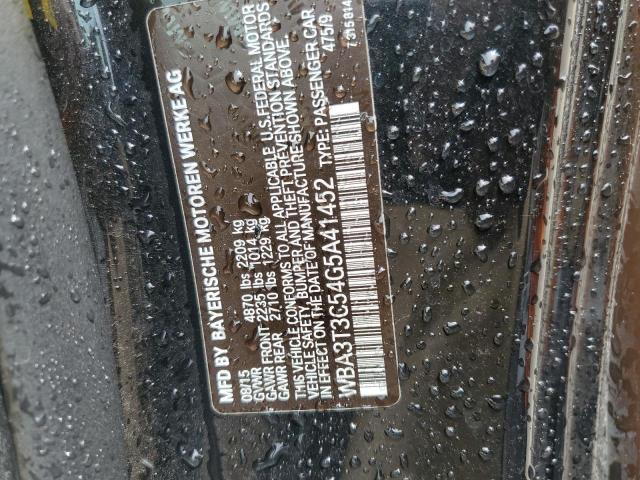 MFD BY BAYERISCHE MOTOREN WERKE AG
08/15
GVWR 4870 lbs 2209 kg
GAWR FRONT 2235 lbs 1014 kg
GAWR REAR 2710 lbs 1229 kg
THIS VEHICLE CONFORMS TO ALL APPLICABLE U.S. FEDERAL MOTOR
VEHICLE SAFETY, BUMPER AND THEFT PREVENTION STANDARDS
IN EFFECT ON THE DATE OF MANUFACTURE SHOWN ABOVE.
WBA3T3C54G5A41452 TYPE: PASSENGER CAR
475/9